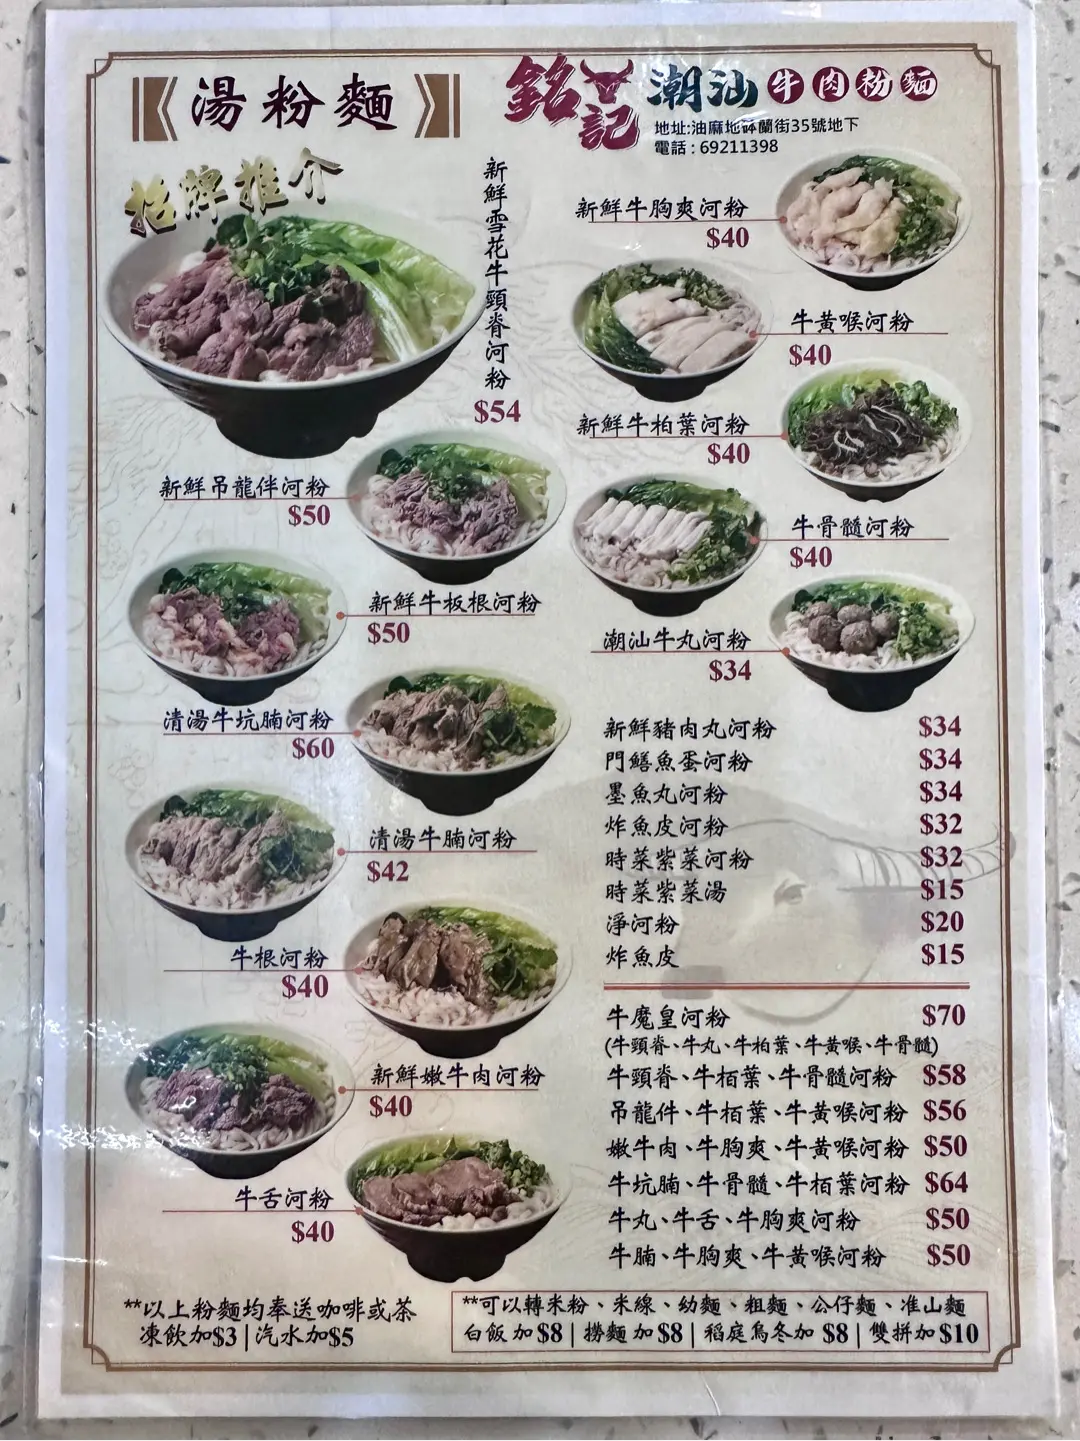 湯粉麵
銘記
潮汕牛肉粉麵
地址:油麻地砵蘭街35號地下
電話:69211398
招牌推介
新鮮雪花牛頸脊河粉
$54
新鮮吊龍伴河粉
$50
新鮮牛板根河粉
$50
清湯牛坑腩河粉
$60
清湯牛腩河粉
$42
牛根河粉
$40
新鮮嫩牛肉河粉
$40
牛舌河粉
$40
新鮮牛胸爽河粉
$40
牛黃喉河粉
$40
新鮮牛柏葉河粉
$40
牛骨髓河粉
$40
潮汕牛丸河粉
$34
新鮮豬肉丸河粉 $34
門鱔魚蛋河粉 $34
墨魚丸河粉 $34
炸魚皮河粉 $32
時菜紫菜河粉 $32
時菜紫菜湯 $15
淨河粉 $20
炸魚皮 $15
牛魔皇河粉 $70
(牛頸脊、牛丸、牛柏葉、牛黃喉、牛骨髓)
牛頸脊、牛栢葉、牛骨髓河粉 $58
吊龍伴、牛栢葉、牛黃喉河粉 $56
嫩牛肉、牛胸爽、牛黃喉河粉 $50
牛坑腩、牛骨髓、牛栢葉河粉 $64
牛丸、牛舌、牛胸爽河粉 $50
牛腩、牛胸爽、牛黃喉河粉 $50
**以上粉麵均奉送咖啡或茶
凍飲加$3|汽水加$5
**可以轉米粉、米線、幼麵、粗麵、公仔麵、准山麵
白飯加$8|撈麵加$8|稻庭烏冬加 $8|雙拼加$10